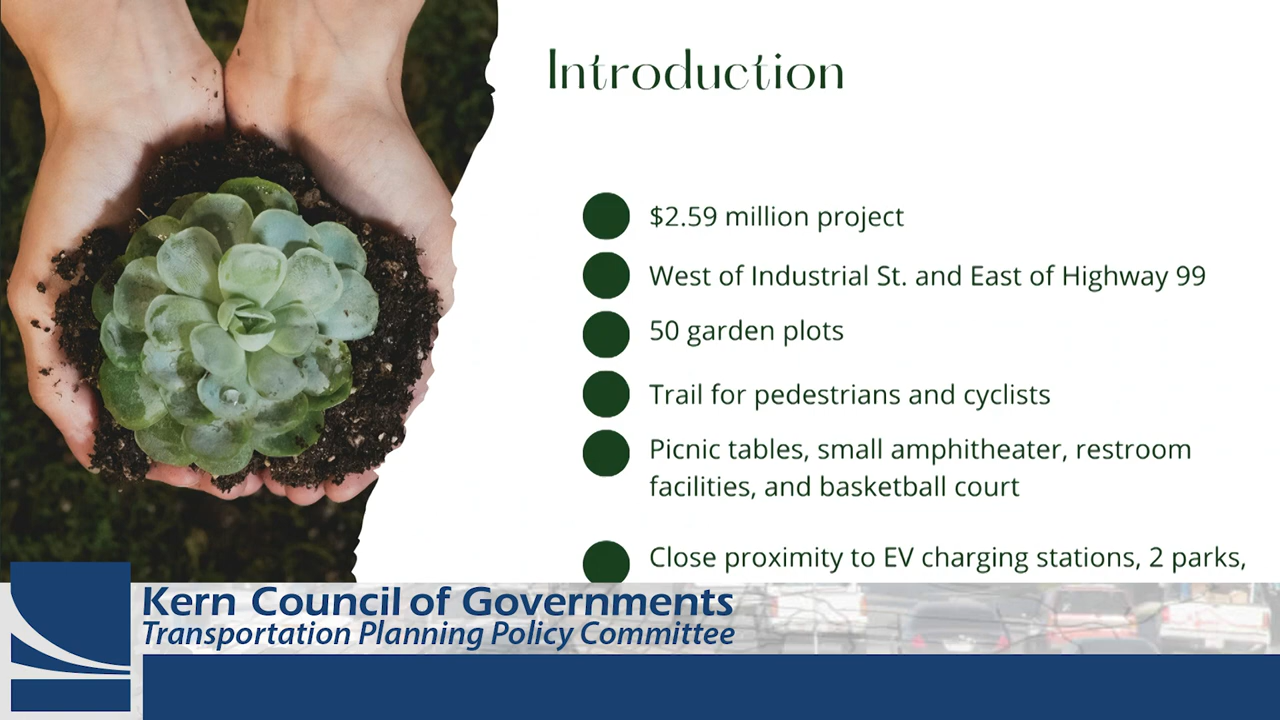 Introduction
$2.59 million project
West of Industrial St. and East of Highway 99
50 garden plots
Trail for pedestrians and cyclists
Picnic tables, small amphitheater, restroom
facilities, and basketball court
Close proximity to EV charging stations, 2 parks,
Kern Council of Governments
Transportation Planning Policy Committee